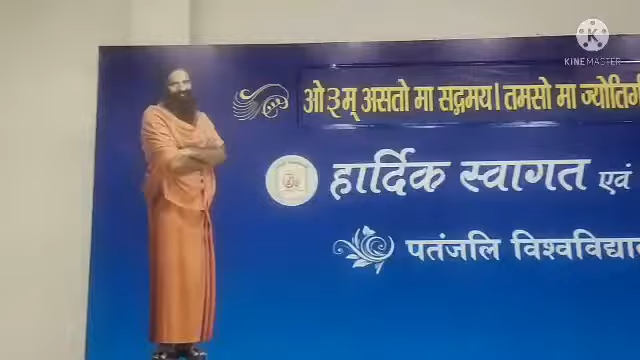 KINEMASTER
ओ३म् असतो मा सद्गमय। तमसो मा
हार्दिक स्वागत एवं
पतंजलि